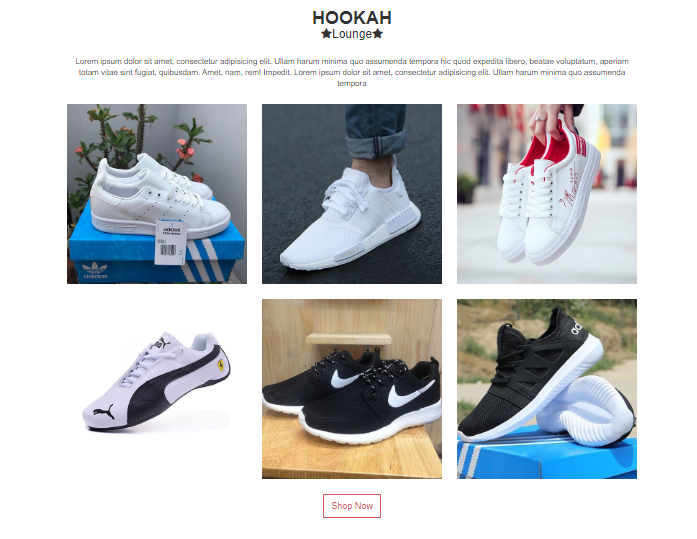 HOOKAH
★Lounge★
Lorem ipsum dolor sit amet, consectetur adipisicing elit. Ullam harum minima quo assumenda tempora hic quod expedita libero, beatae voluptatum, aperiam
totam vitae sint fugiat, quibusdam. Amet, nam, rem! Impedit. Lorem ipsum dolor sit amet, consectetur adipisicing elit. Ullam harum minima quo assumenda
tempora
adidas
adidas
Shop Now